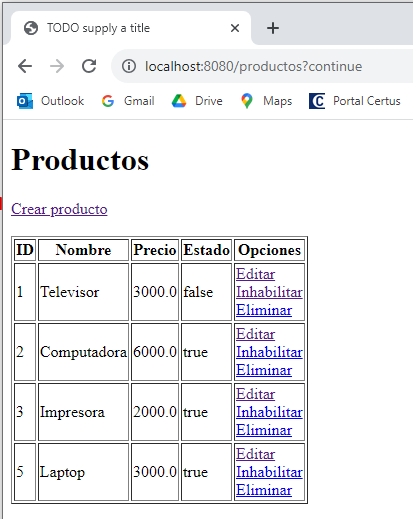 TODO supply a title
localhost:8080/productos?continue
Outlook Gmail Drive Maps Portal Certus
Productos
Crear producto
ID Nombre Precio Estado Opciones
1 Televisor 3000.0 false Editar
Inhabilitar
Eliminar
2 Computadora 6000.0 true Editar
Inhabilitar
Eliminar
3 Impresora 2000.0 true Editar
Inhabilitar
Eliminar
5 Laptop 3000.0 true Editar
Inhabilitar
Eliminar